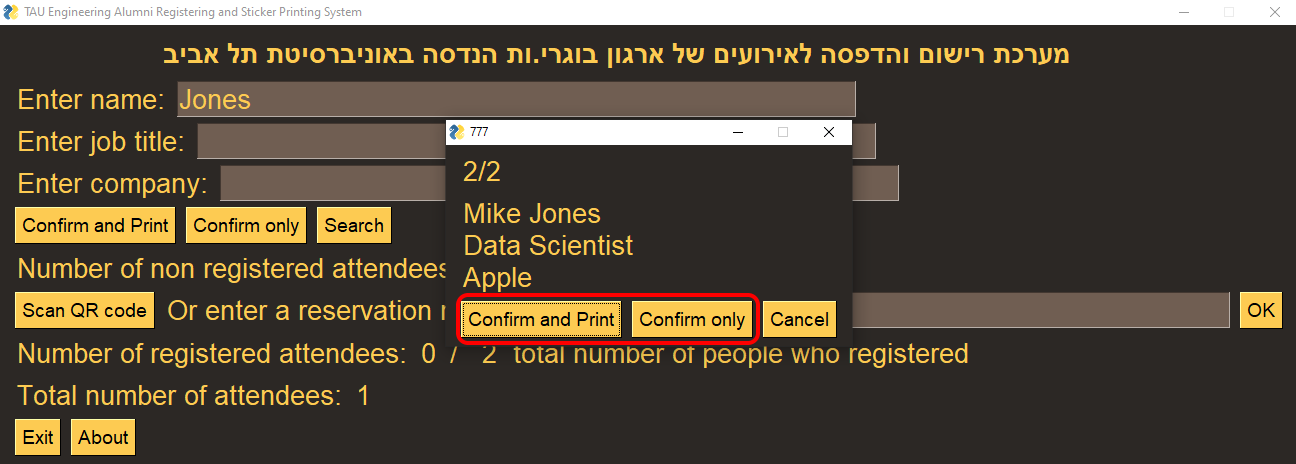 TAU Engineering Alumni Registering and Sticker Printing System
מערכת רישום והדפסה לאירועים של ארגון בוגרי.ות הנדסה באוניברסיטת תל אביב
Enter name: Jones
Enter job title:
Enter company:
Confirm and Print Confirm only Search
Number of non registered attendees
Scan QR code Or enter a reservation OK
Number of registered attendees: 0 / 2 total number of people who registered
Total number of attendees: 1
Exit About
777
2/2
Mike Jones
Data Scientist
Apple
Confirm and Print Confirm only Cancel